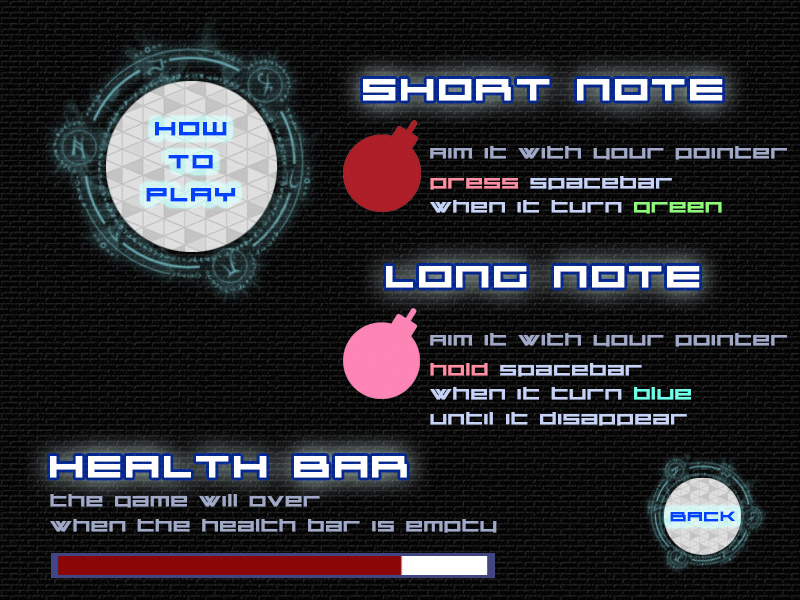 HOW
TO
PLAY
SHORT NOTE
Aim it with your pointer
press spacebar
when it turn green
LONG NOTE
Aim it with your pointer
hold spacebar
when it turn blue
until it disappear
HEALTH BAR
the game will over
when the health bar is empty
BACK